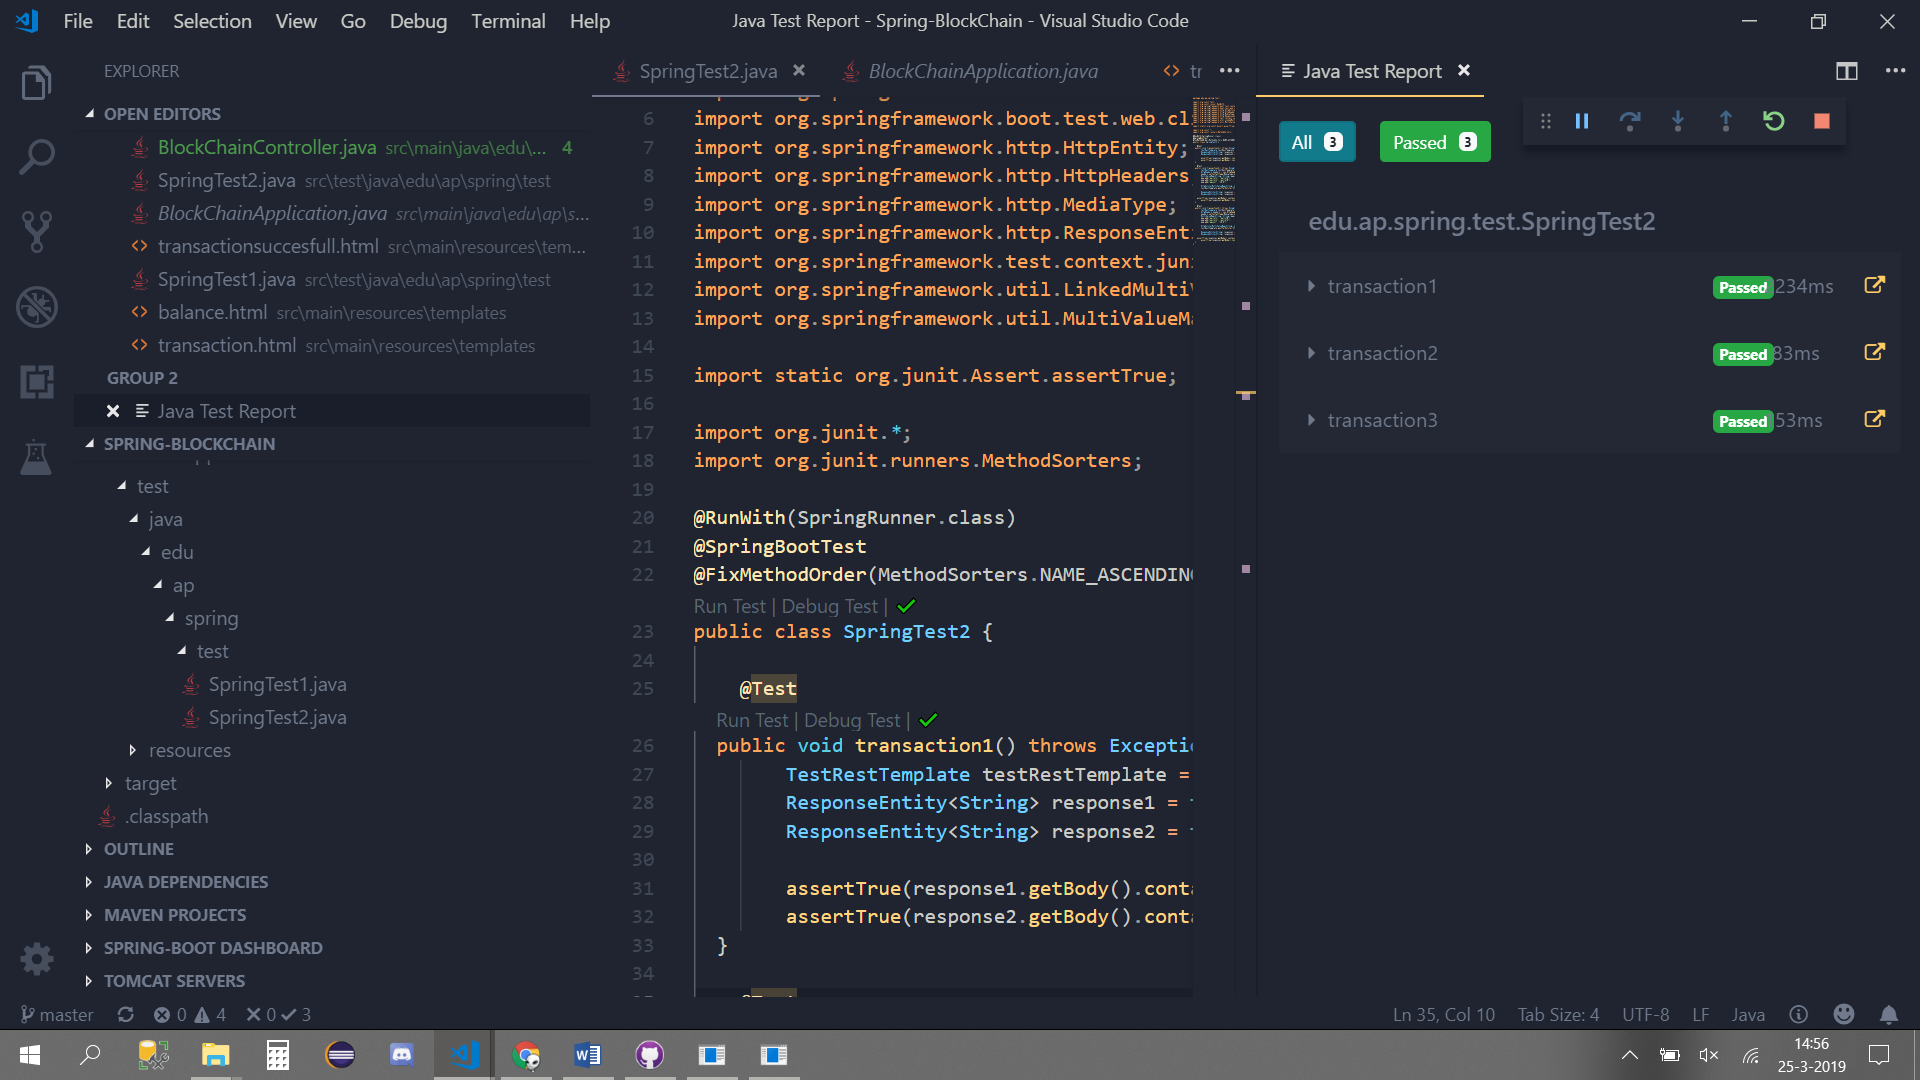 File Edit Selection View Go Debug Terminal Help
Java Test Report - Spring-BlockChain - Visual Studio Code
EXPLORER
OPEN EDITORS
BlockChainController.java src\main\java\edu\... 4
SpringTest2.java src\test\java\edu\ap\spring\test
BlockChainApplication.java src\main\java\edu\ap\s...
transactionsuccesfull.html src\main\resources\tem...
SpringTest1.java src\test\java\edu\ap\spring\test
balance.html src\main\resources\templates
transaction.html src\main\resources\templates
GROUP 2
Java Test Report
SPRING-BLOCKCHAIN
test
java
edu
ap
spring
test
SpringTest1.java
SpringTest2.java
resources
target
.classpath
OUTLINE
JAVA DEPENDENCIES
MAVEN PROJECTS
SPRING-BOOT DASHBOARD
TOMCAT SERVERS
SpringTest2.java BlockChainApplication.java tr
6 import org.springframework.boot.test.web.cl
7 import org.springframework.http.HttpEntity;
8 import org.springframework.http.HttpHeaders
9 import org.springframework.http.MediaType;
10 import org.springframework.http.ResponseEnt
11 import org.springframework.test.context.jun
12 import org.springframework.util.LinkedMulti
13 import org.springframework.util.MultiValueMa
14
15 import static org.junit.Assert.assertTrue;
16
17 import org.junit.*;
18 import org.junit.runners.MethodSorters;
19
20 @RunWith(SpringRunner.class)
21 @SpringBootTest
22 @FixMethodOrder(MethodSorters.NAME_ASCENDING
Run Test | Debug Test |
23 public class SpringTest2 {
24
25 @Test
Run Test | Debug Test |
26 public void transaction1() throws Exceptio
27 TestRestTemplate testRestTemplate =
28 ResponseEntity<String> response1 =
29 ResponseEntity<String> response2 =
30
31 assertTrue(response1.getBody().conta
32 assertTrue(response2.getBody().conta
33 }
34
Java Test Report
All 3 Passed 3
edu.ap.spring.test.SpringTest2
transaction1 Passed 234ms
transaction2 Passed 83ms
transaction3 Passed 53ms
master 0 4 0 3
Ln 35, Col 10 Tab Size: 4 UTF-8 LF Java
14:56
25-3-2019